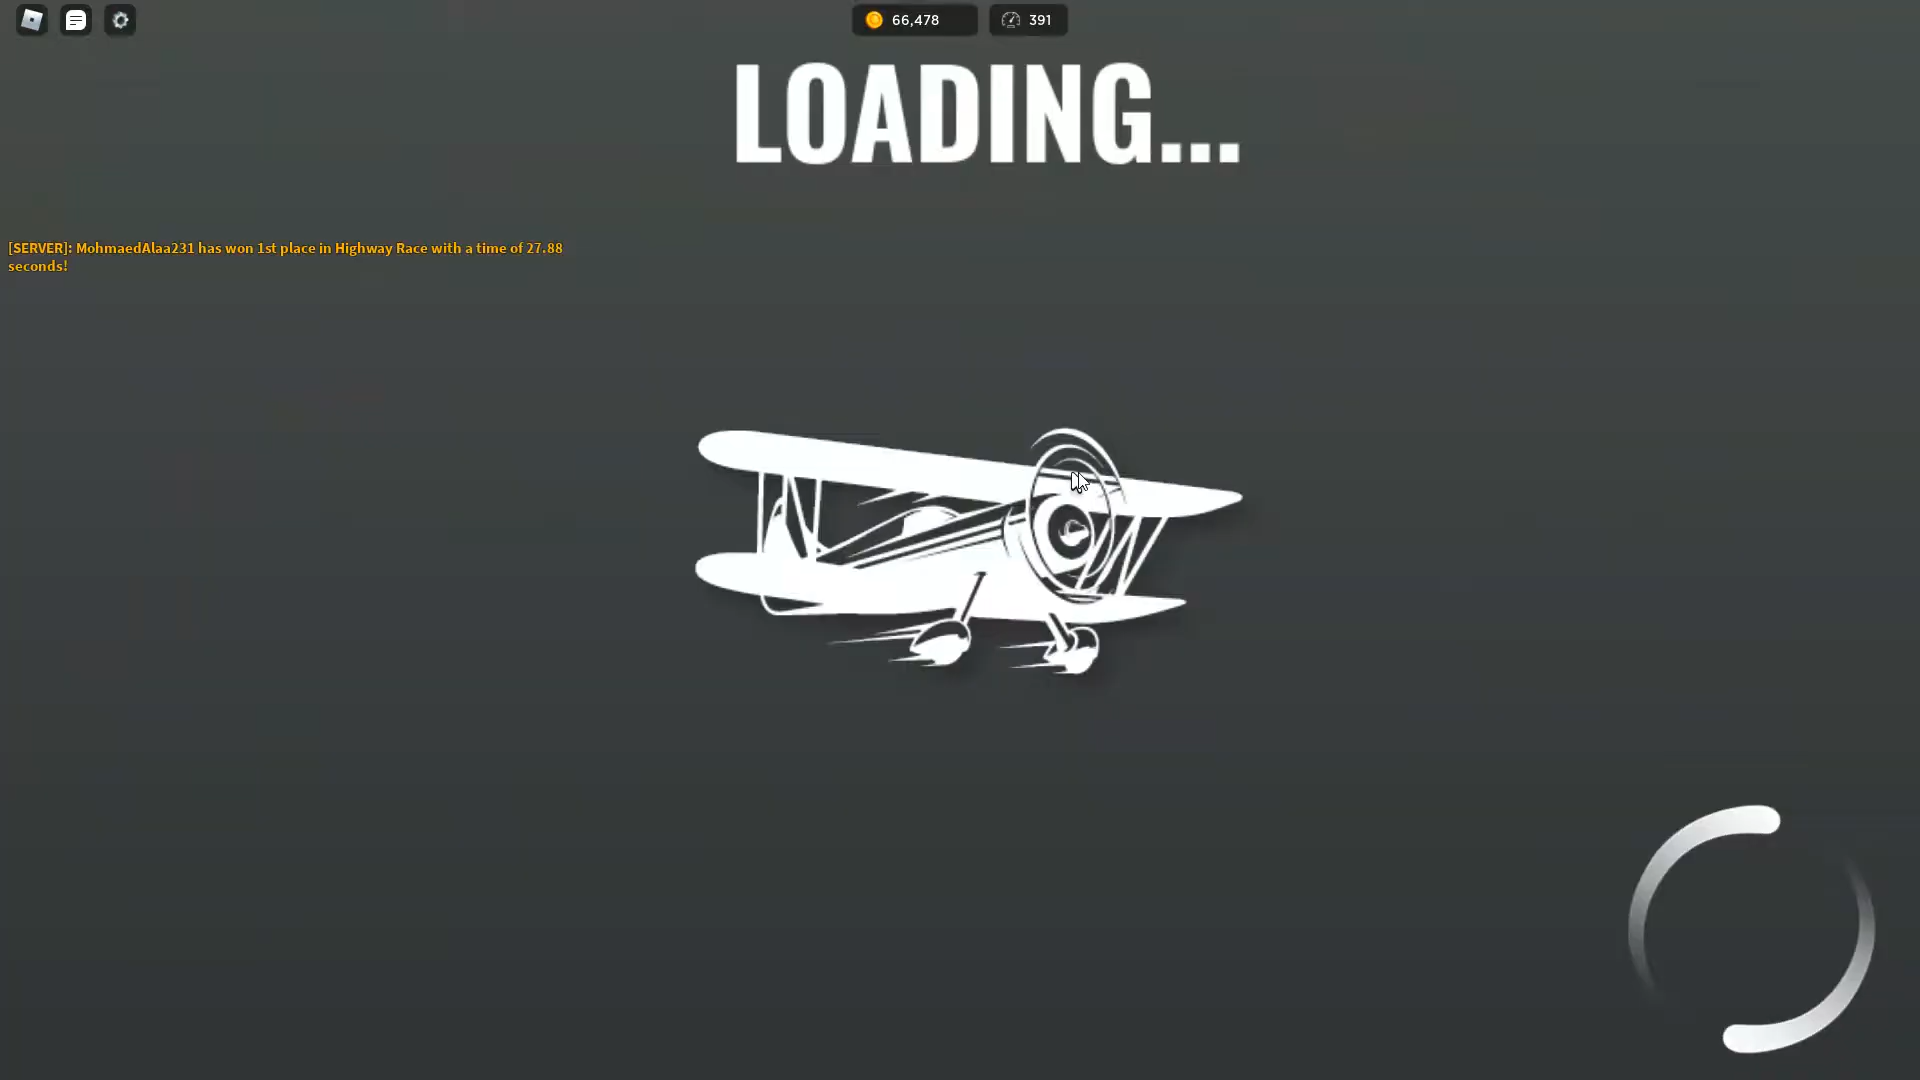 66,478
391
LOADING...
[SERVER]: MohmaedAlaa231 has won 1st place in Highway Race with a time of 27.88
seconds!